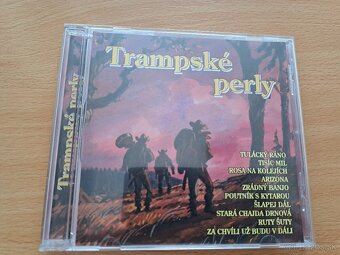 Trampské
perly
TULÁCKÝ RÁNO
TISÍC MIL
ROSA NA KOLEJÍCH
ARIZONA
ZRÁDNÝ BANJO
POUTNÍK S KYTAROU
ŠLAPEJ DÁL
STARÁ CHAJDA DRNOVÁ
RUTY ŠUTY
ZA CHVÍLI UŽ BUDU V DÁLI
Trampské perly